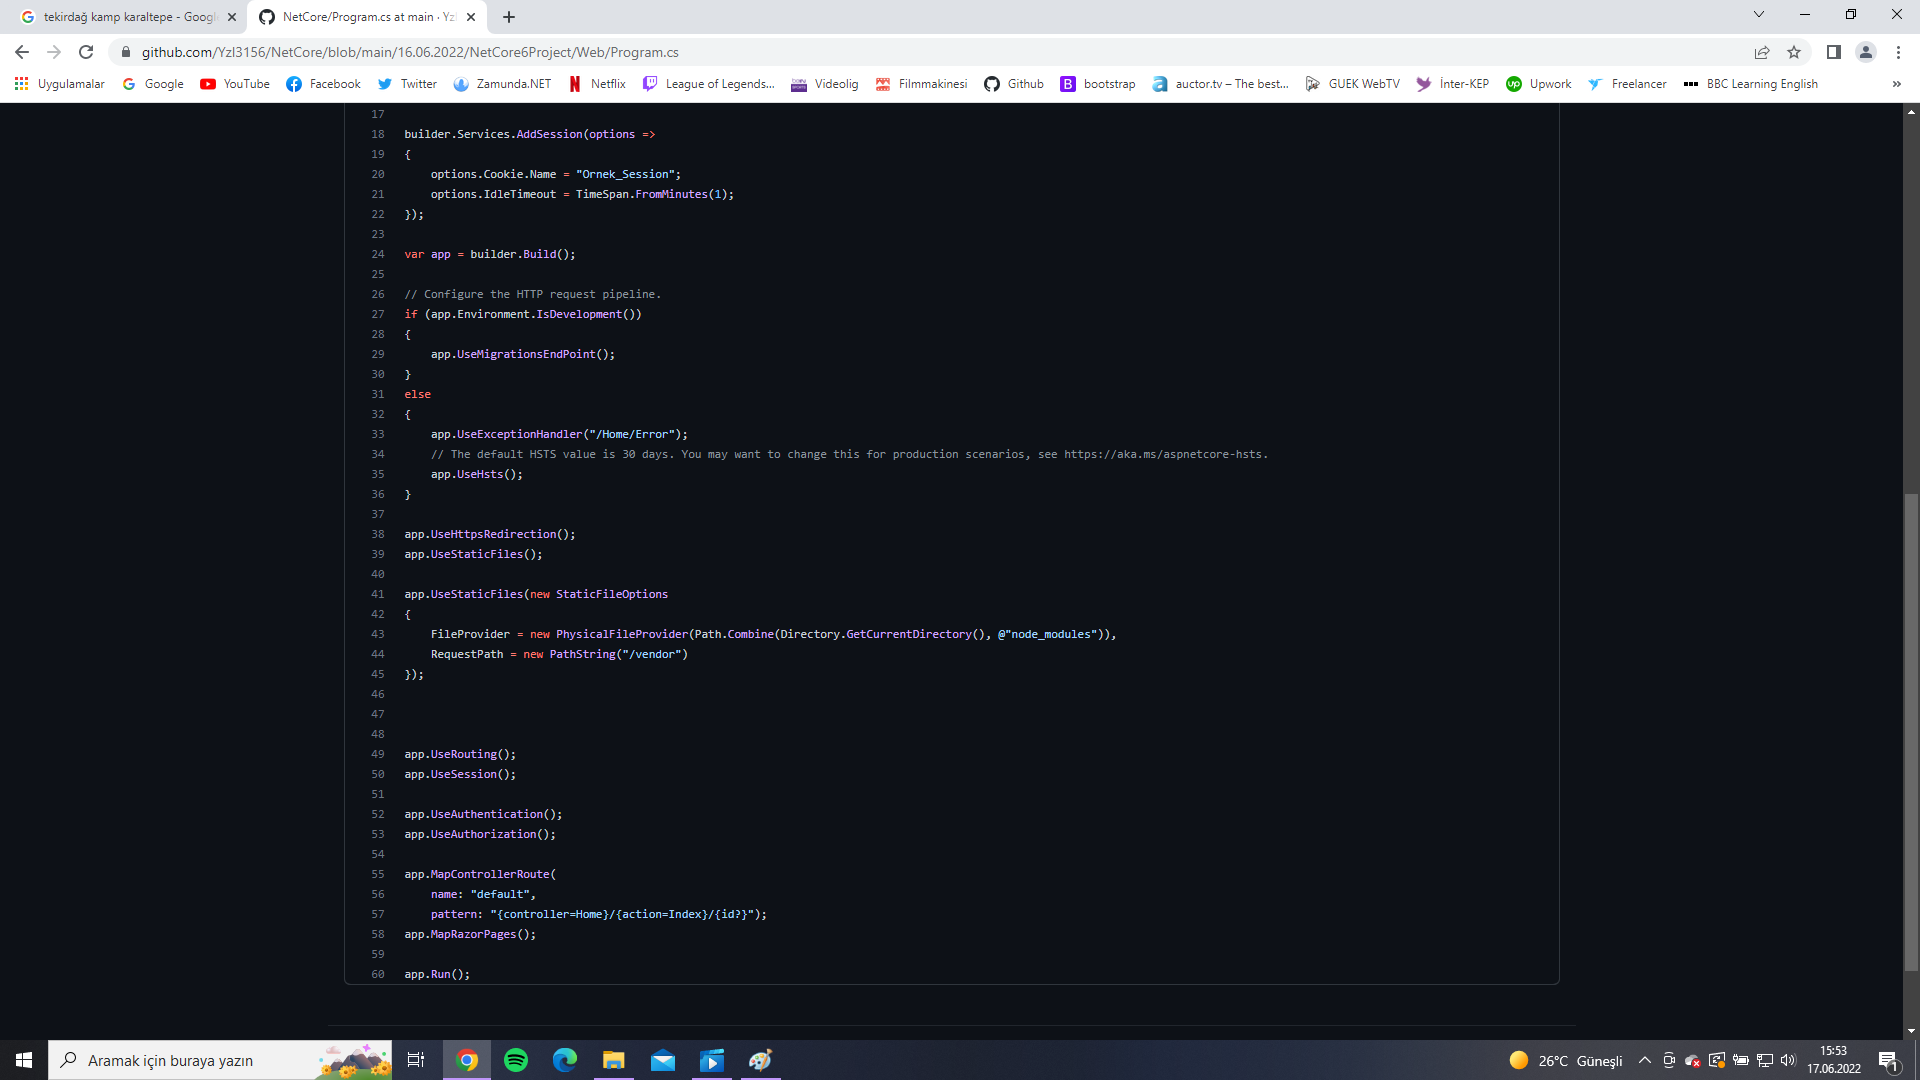 tekirdağ kamp karaltepe - Googl
NetCore/Program.cs at main · Yzl
github.com/Yzl3156/NetCore/blob/main/16.06.2022/NetCore6Project/Web/Program.cs
Uygulamalar Google YouTube Facebook Twitter Zamunda.NET Netflix League of Legends... Videolig Filmmakinesi Github bootstrap auctor.tv – The best... GUEK WebTV İnter-KEP Upwork Freelancer BBC Learning English »
17
18 builder.Services.AddSession(options =>
19 {
20 options.Cookie.Name = "Ornek_Session";
21 options.IdleTimeout = TimeSpan.FromMinutes(1);
22 });
23
24 var app = builder.Build();
25
26 // Configure the HTTP request pipeline.
27 if (app.Environment.IsDevelopment())
28 {
29 app.UseMigrationsEndPoint();
30 }
31 else
32 {
33 app.UseExceptionHandler("/Home/Error");
34 // The default HSTS value is 30 days. You may want to change this for production scenarios, see https://aka.ms/aspnetcore-hsts.
35 app.UseHsts();
36 }
37
38 app.UseHttpsRedirection();
39 app.UseStaticFiles();
40
41 app.UseStaticFiles(new StaticFileOptions
42 {
43 FileProvider = new PhysicalFileProvider(Path.Combine(Directory.GetCurrentDirectory(), @"node_modules")),
44 RequestPath = new PathString("/vendor")
45 });
46
47
48
49 app.UseRouting();
50 app.UseSession();
51
52 app.UseAuthentication();
53 app.UseAuthorization();
54
55 app.MapControllerRoute(
56 name: "default",
57 pattern: "{controller=Home}/{action=Index}/{id?}");
58 app.MapRazorPages();
59
60 app.Run();
Aramak için buraya yazın
26°C Güneşli
15:53
17.06.2022
1